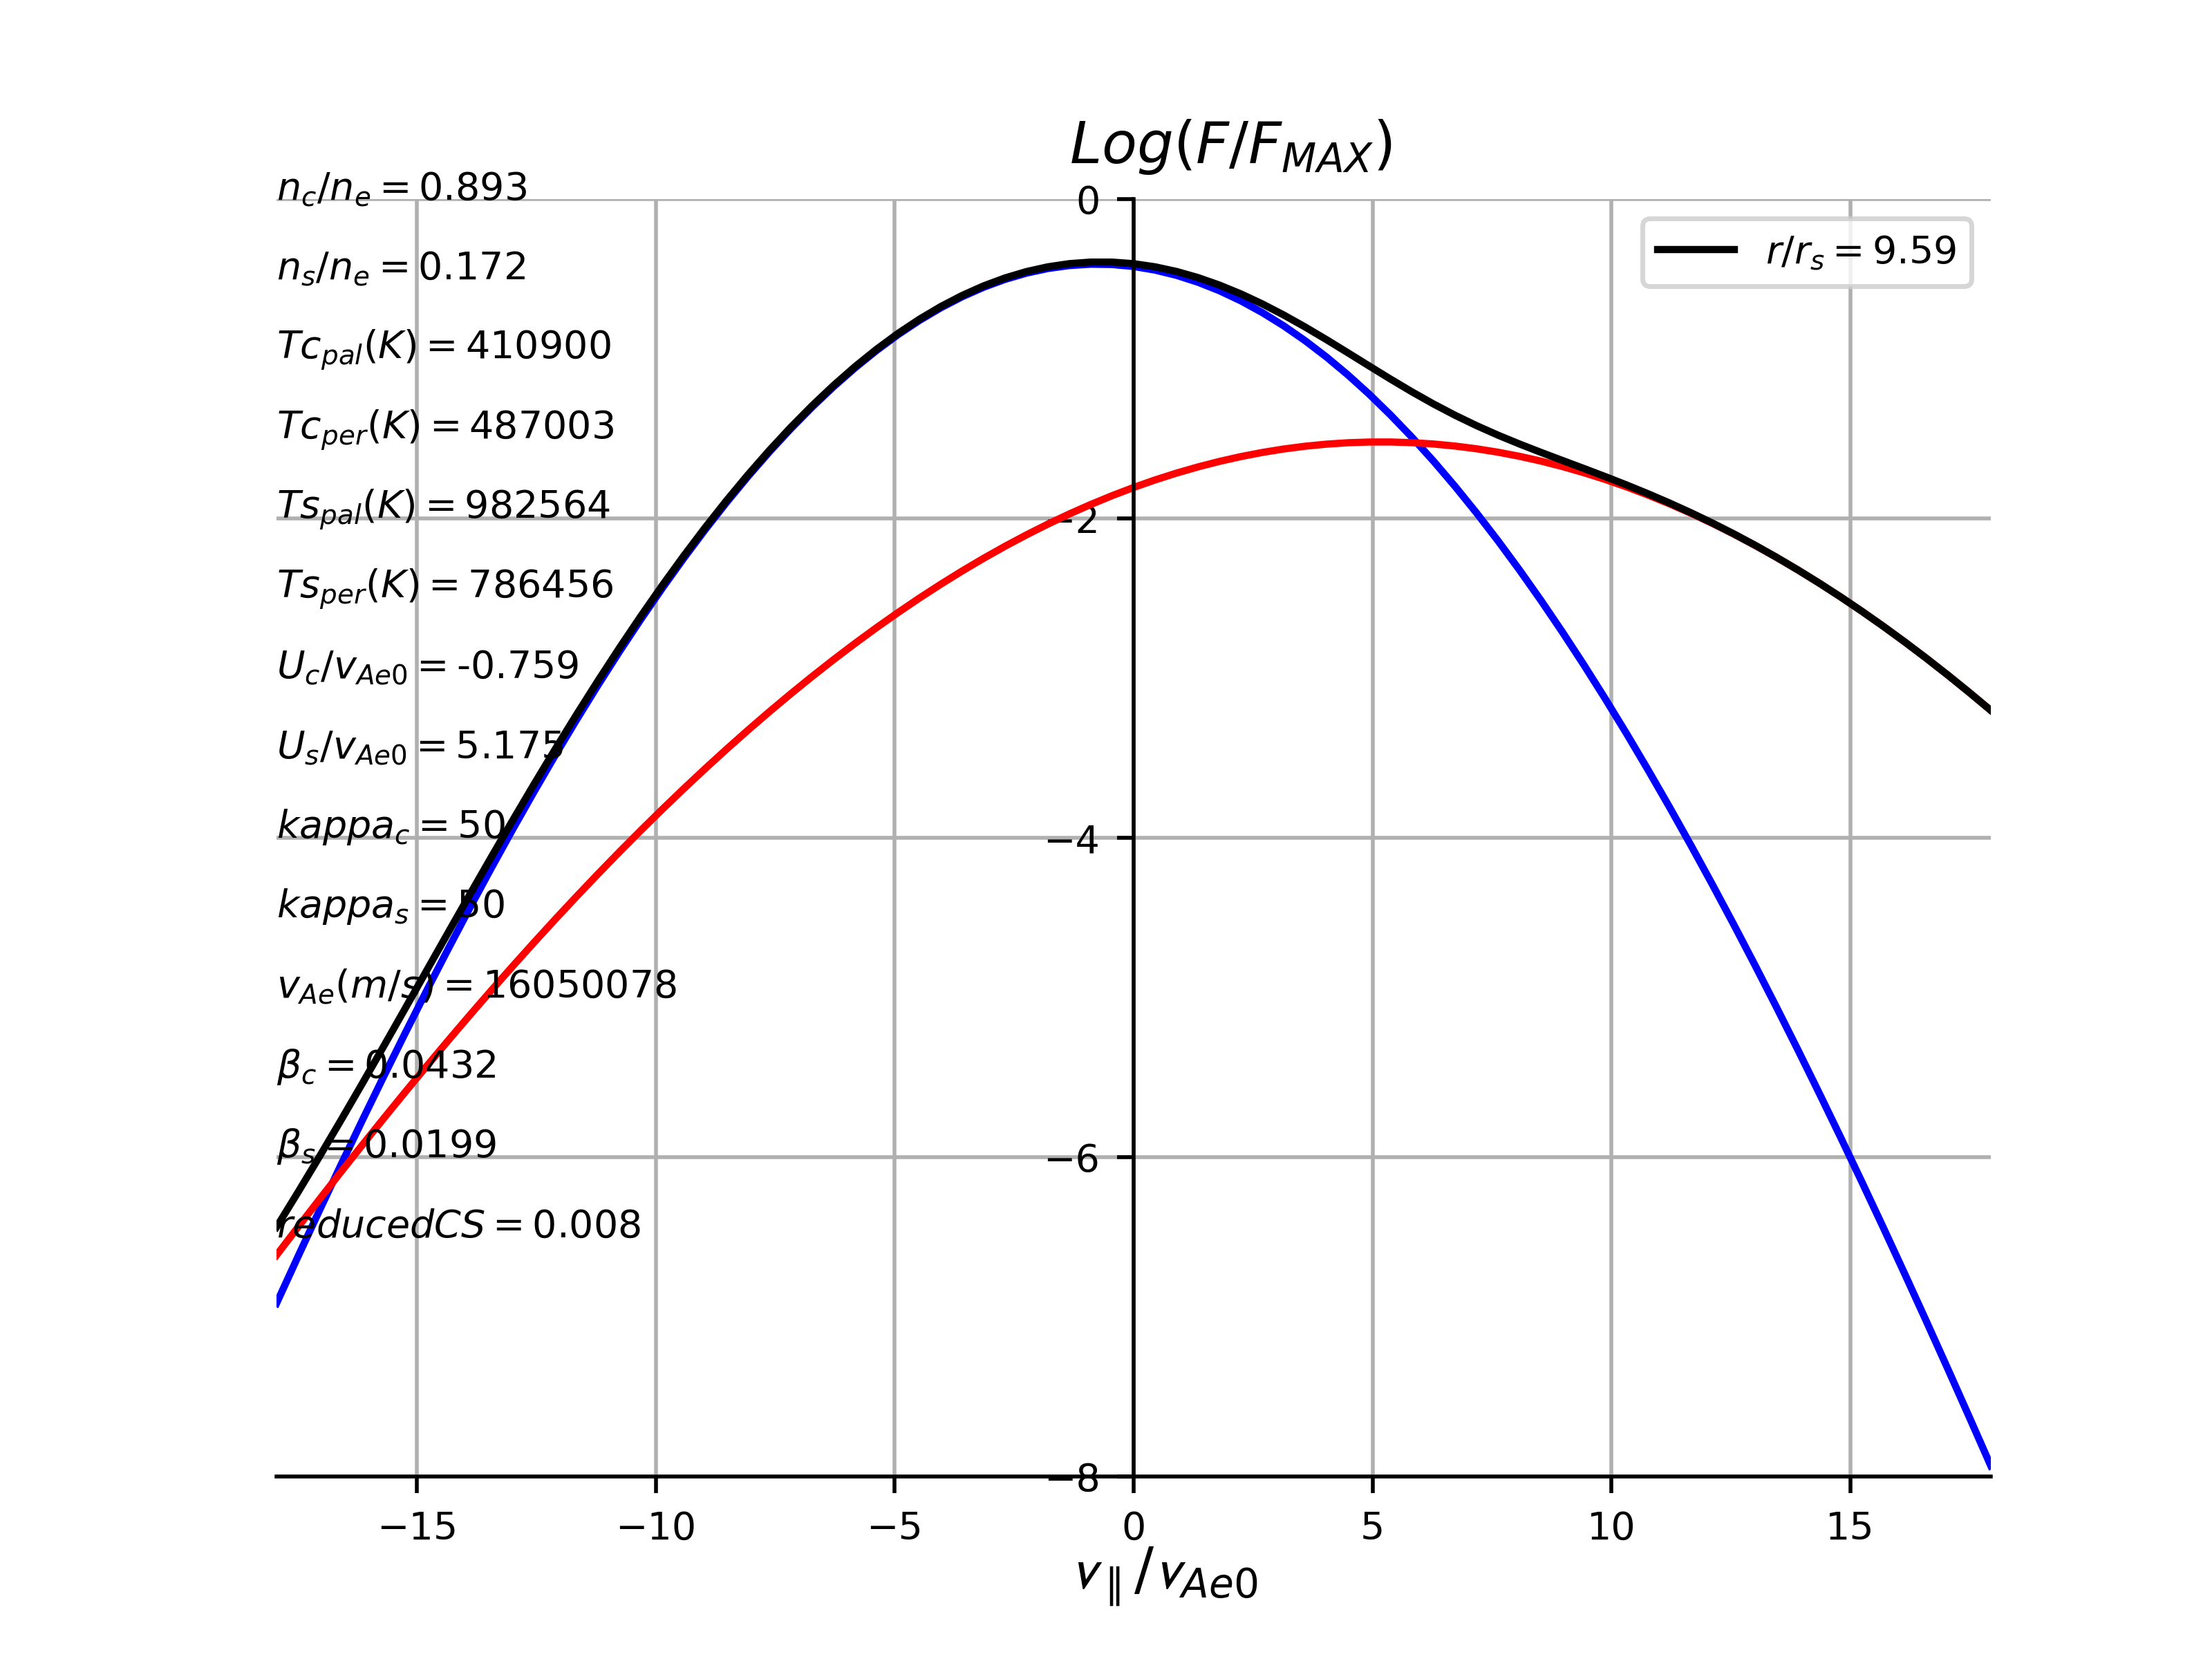 Log(F/F_MAX)
n_c/n_e = 0.893
n_s/n_e = 0.172
Tc_pal(K) = 410900
Tc_per(K) = 487003
Ts_pal(K) = 982564
Ts_per(K) = 786456
U_c/v_Ae0 = -0.759
U_s/v_Ae0 = 5.175
kappa_c = 50
kappa_s = 50
v_Ae(m/s) = 16050078
β_c = 0.0432
β_s = 0.0199
reducedCS = 0.008
r/r_s = 9.59
0
−2
−4
−6
−8
−15 −10 −5 0 5 10 15
v_∥/v_Ae0